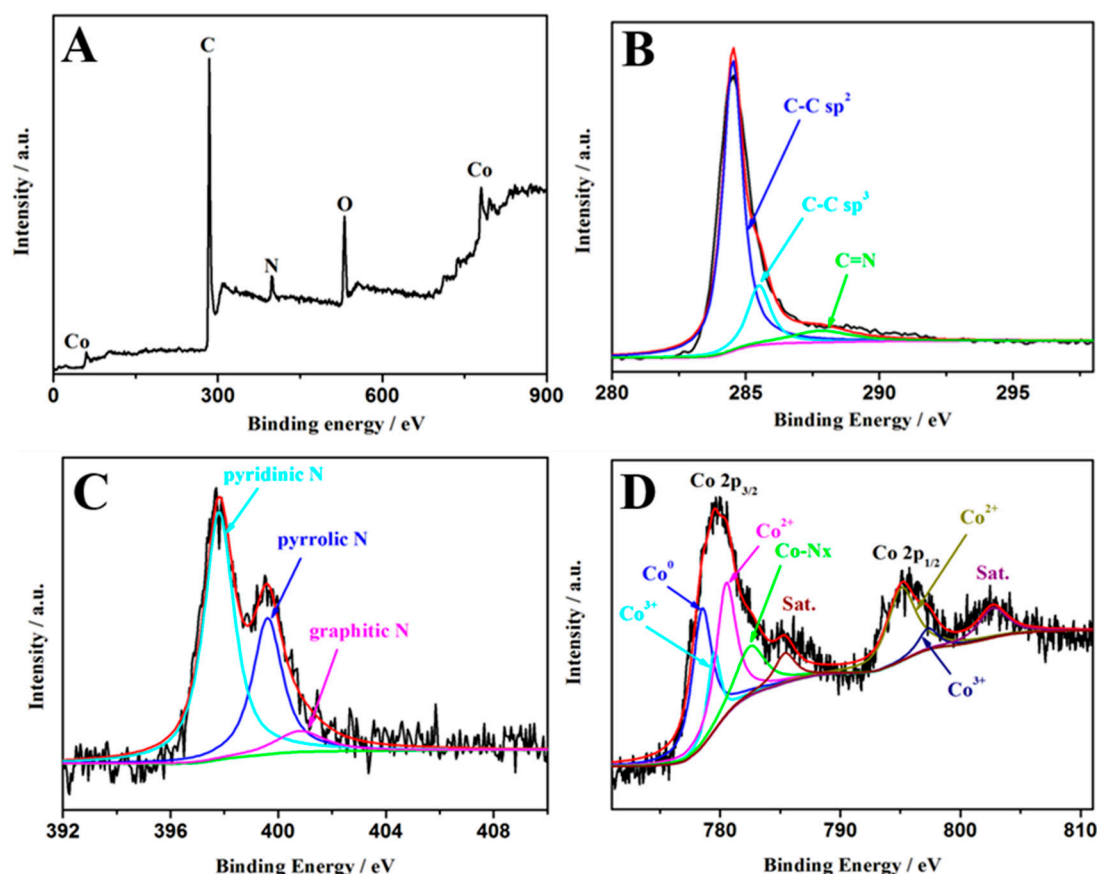 A
C
Co
N
O
Co
Intensity / a.u.
0
300
600
900
Binding energy / eV
B
C-C sp²
C-C sp³
C=N
Intensity / a.u.
280
285
290
295
Binding Energy / eV
C
pyridinic N
pyrrolic N
graphitic N
Intensity / a.u.
392
396
400
404
408
Binding Energy / eV
D
Co 2p₃/₂
Co²⁺
Co-Nx
Co⁰
Co³⁺
Sat.
Co 2p₁/₂
Co²⁺
Sat.
Co³⁺
Intensity / a.u.
780
790
800
810
Binding Energy / eV